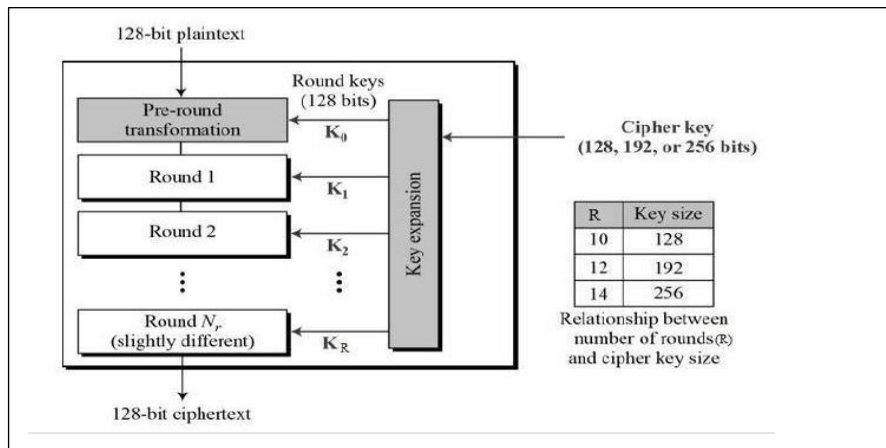 128-bit plaintext
Round keys
(128 bits)
Pre-round
transformation
K0
Cipher key
(128, 192, or 256 bits)
Round 1
K1
Round 2
K2
Key expansion
Round Nr
(slightly different)
KR
128-bit ciphertext
R Key size
10 128
12 192
14 256
Relationship between
number of rounds(R)
and cipher key size